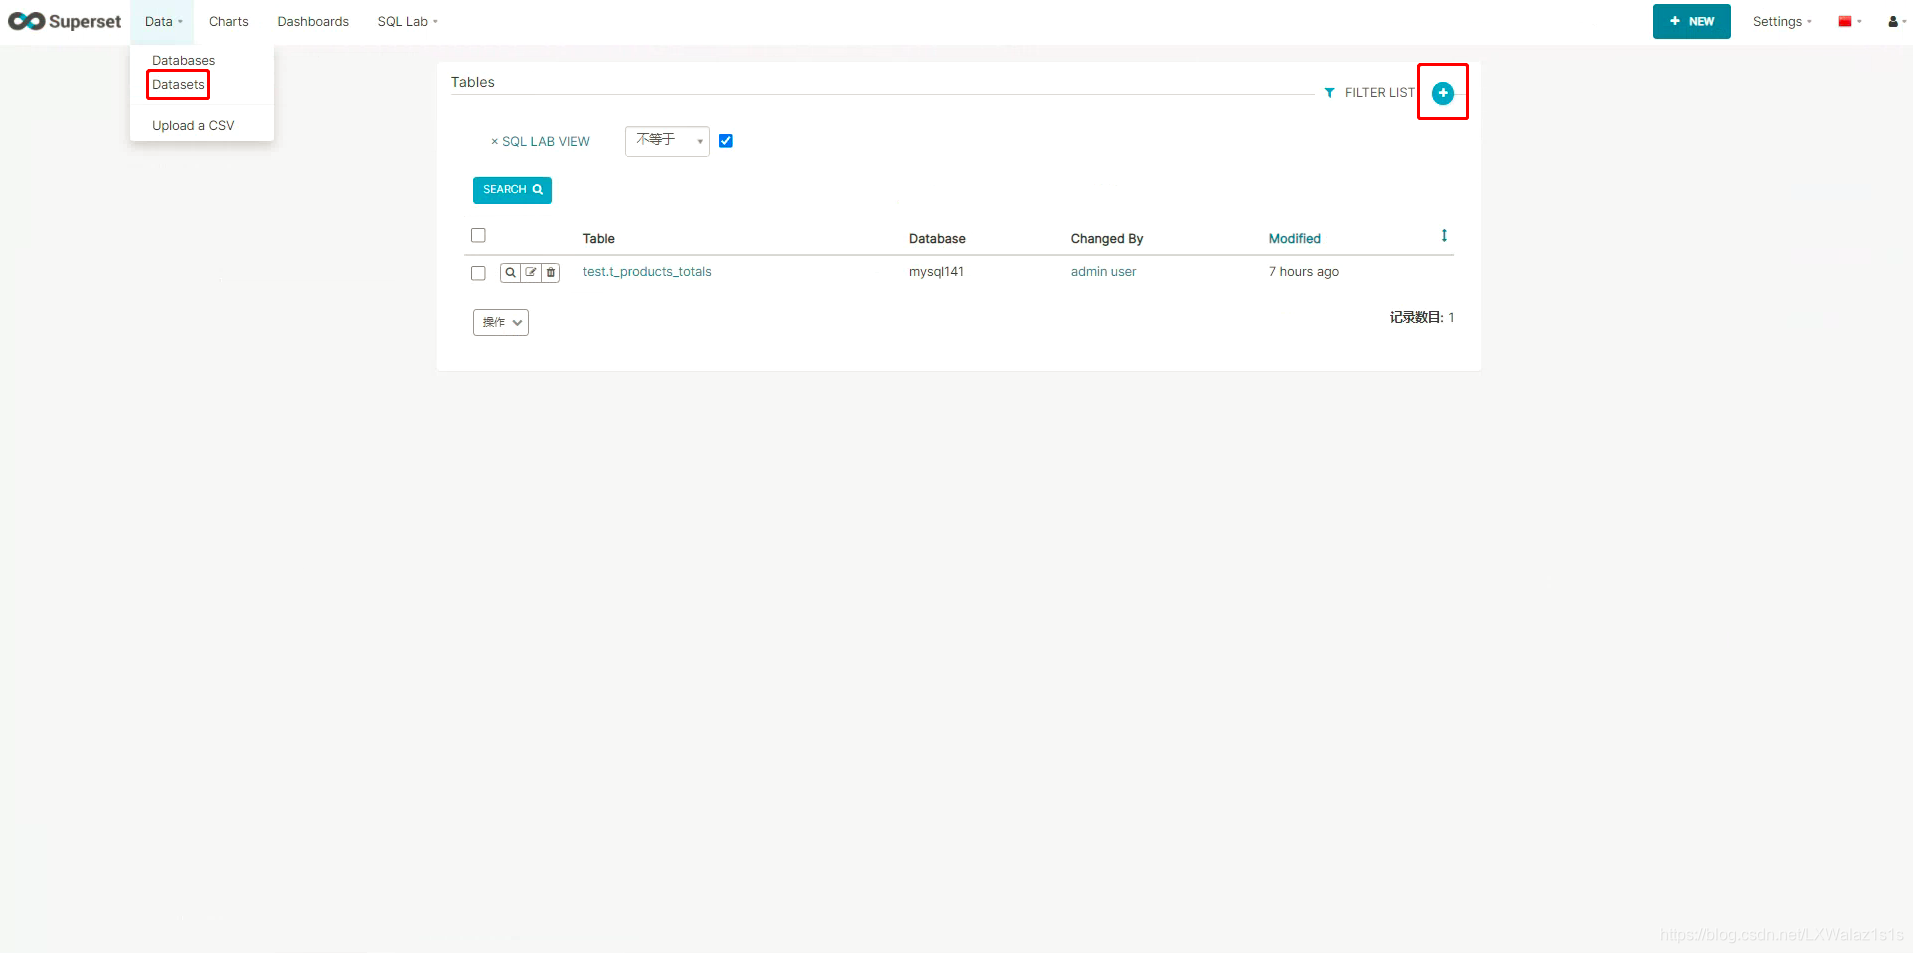 Superset Data Charts Dashboards SQL Lab + NEW Settings
Databases
Datasets
Upload a CSV
Tables
FILTER LIST
× SQL LAB VIEW 不等于
SEARCH
Table Database Changed By Modified
test.t_products_totals mysql141 admin user 7 hours ago
操作
记录数目: 1
https://blog.csdn.net/LXWalaz1s1s